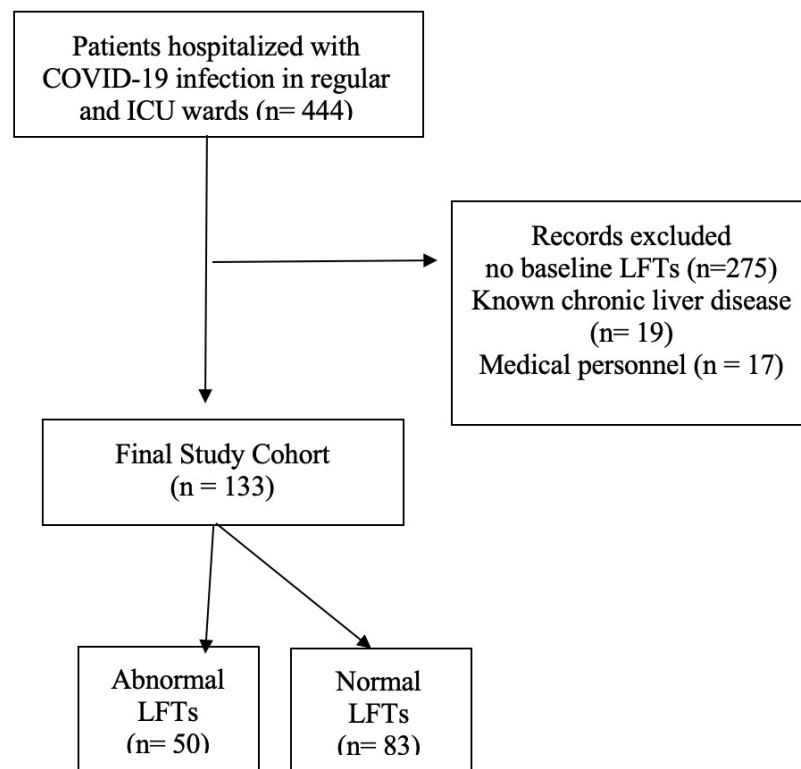 Patients hospitalized with
COVID-19 infection in regular
and ICU wards (n= 444)
Records excluded
no baseline LFTs (n=275)
Known chronic liver disease
(n= 19)
Medical personnel (n = 17)
Final Study Cohort
(n = 133)
Abnormal
LFTs
(n= 50)
Normal
LFTs
(n= 83)